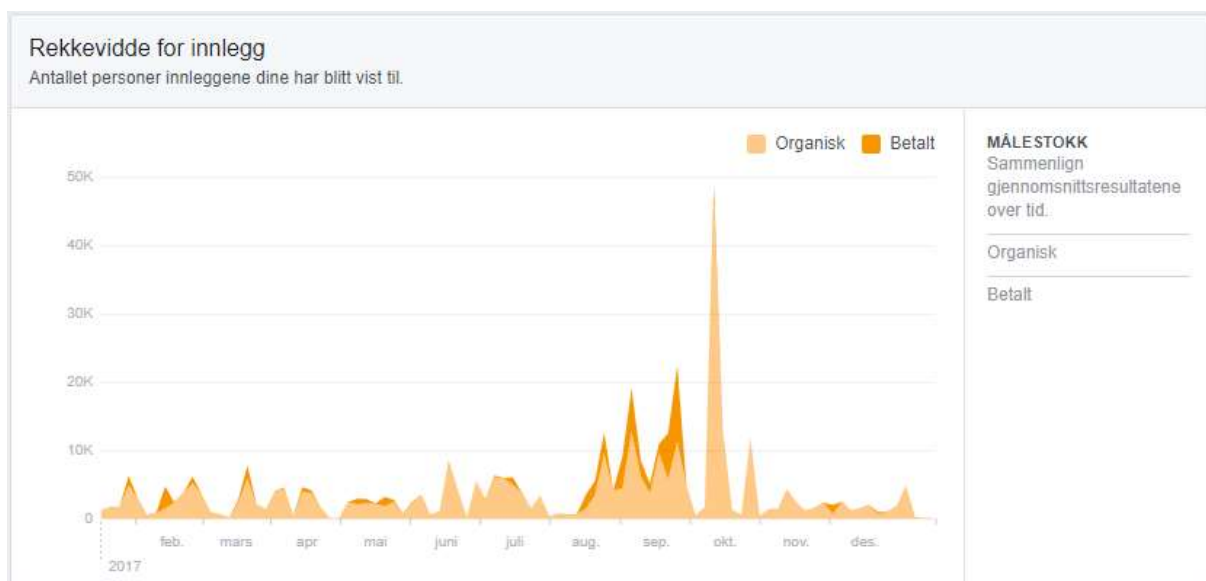 Rekkevidde for innlegg
Antallet personer innleggene dine har blitt vist til.
Organisk
Betalt
50K
40K
30K
20K
10K
0
feb.
mars
apr
mai
juni
juli
aug.
sep.
okt.
nov.
des.
2017
MÅLESTOKK
Sammenlign
gjennomsnittsresultatene
over tid.
Organisk
Betalt